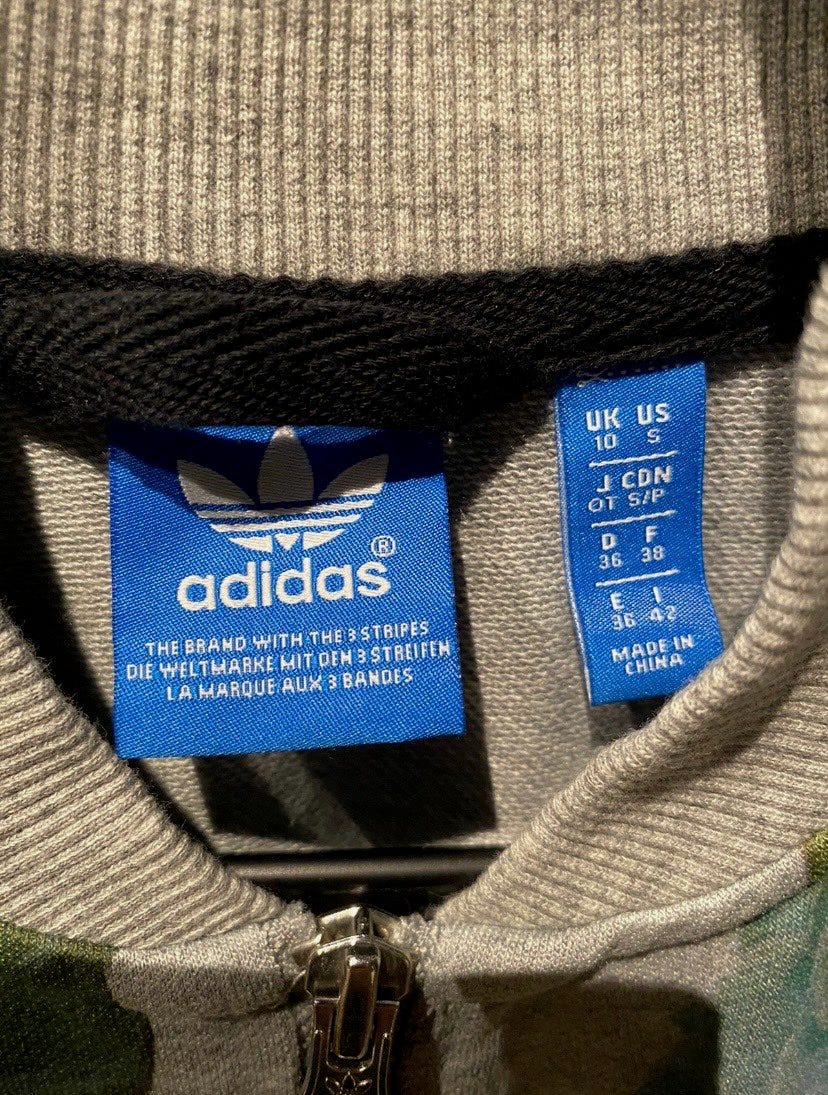 adidas®
THE BRAND WITH THE 3 STRIPES
DIE WELTMARKE MIT DEN 3 STREIFEN
LA MARQUE AUX 3 BANDES
UK US
10 S
J CDN
OT S/P
D F
36 38
E I
36 42
MADE IN
CHINA